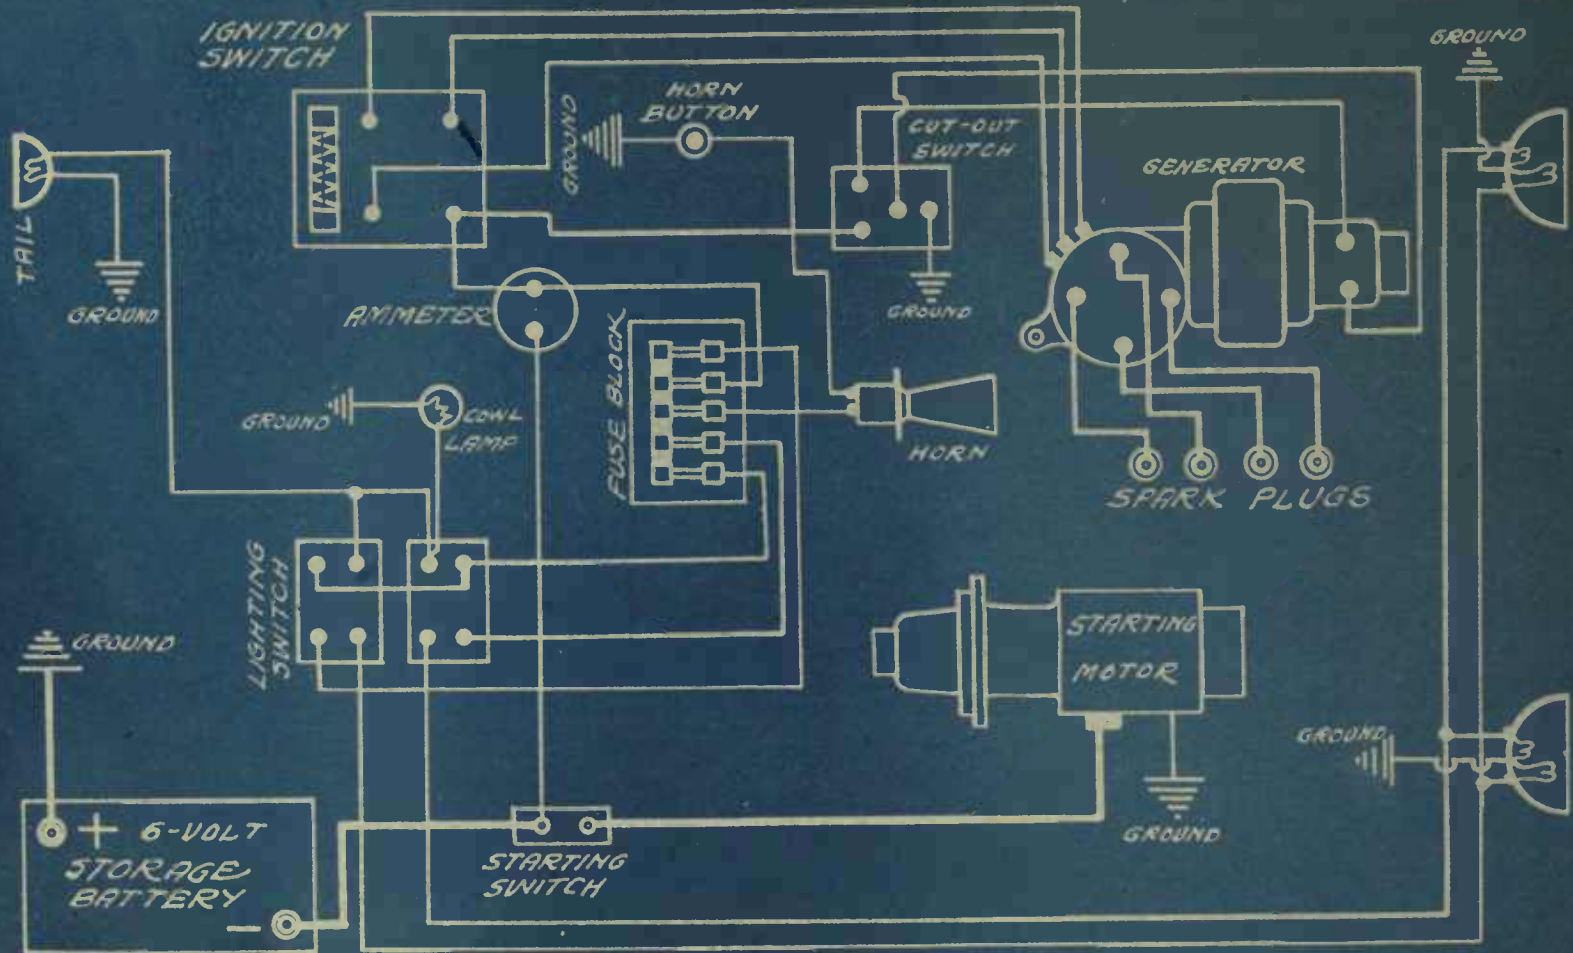 IGNITION
SWITCH
GROUND
HORN
BUTTON
GROUND
CUT-OUT
SWITCH
GENERATOR
TAIL
GROUND
AMMETER
GROUND
FUSE BLOCK
GROUND
COWL
LAMP
HORN
SPARK PLUGS
LIGHTING
SWITCH
GROUND
STARTING
MOTOR
GROUND
+ 6-VOLT
STORAGE
BATTERY
−
STARTING
SWITCH
GROUND